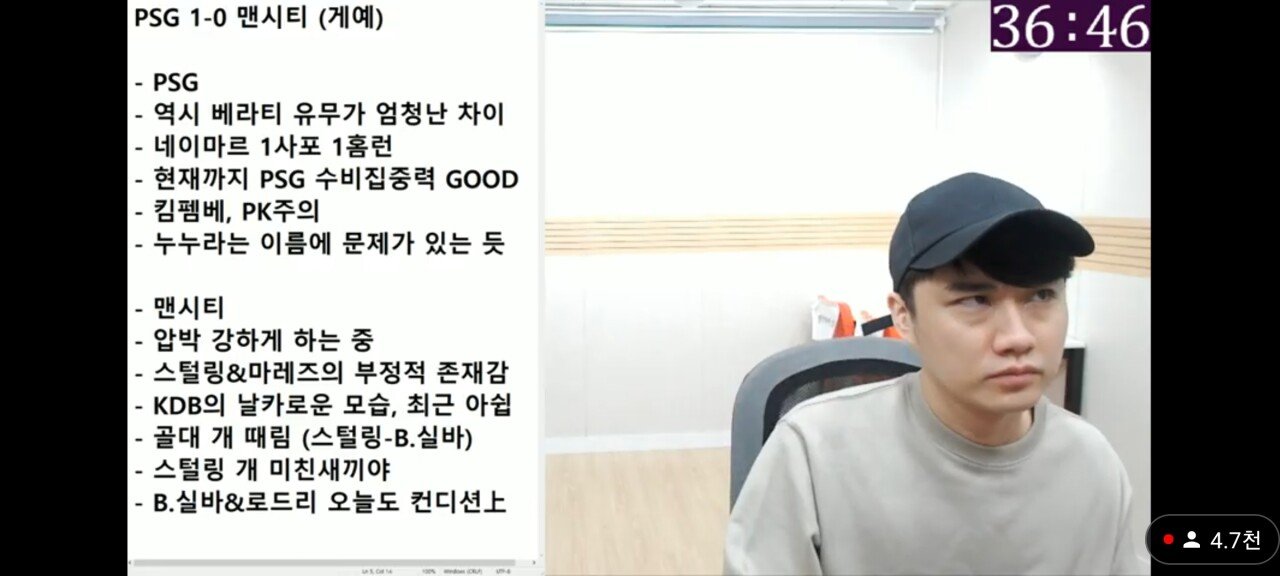 PSG 1-0 맨시티 (게예)
- PSG
- 역시 베라티 유무가 엄청난 차이
- 네이마르 1사포 1홈런
- 현재까지 PSG 수비집중력 GOOD
- 킴펨베, PK주의
- 누누라는 이름에 문제가 있는 듯
- 맨시티
- 압박 강하게 하는 중
- 스털링&마레즈의 부정적 존재감
- KDB의 날카로운 모습, 최근 아쉽
- 골대 개 때림 (스털링-B.실바)
- 스털링 개 미친새끼야
- B.실바&로드리 오늘도 컨디션上
36:46
4.7천
100%
Windows (CRLF)
UTF-8